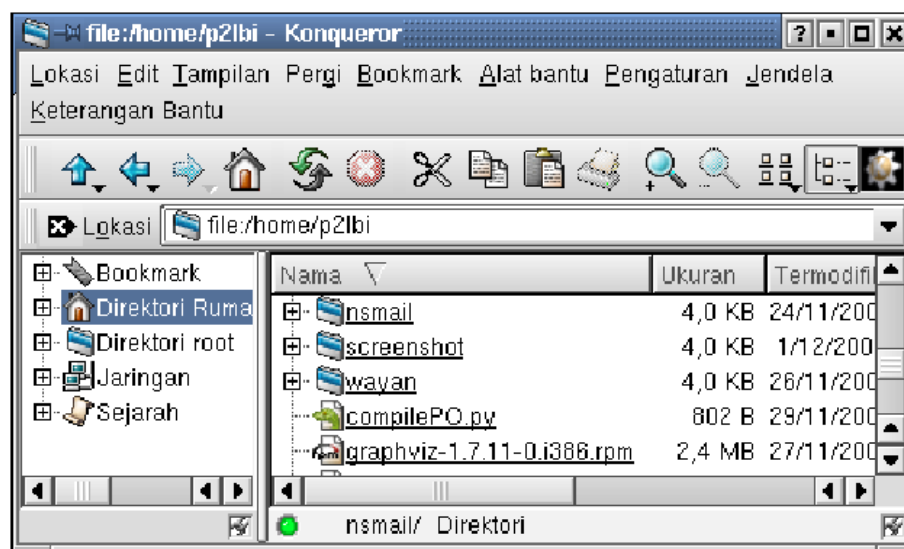 file:/home/p2lbi - Konqueror
Lokasi Edit Tampilan Pergi Bookmark Alat bantu Pengaturan Jendela
Keterangan Bantu
Lokasi file:/home/p2lbi
Bookmark
Direktori Ruma
Direktori root
Jaringan
Sejarah
Nama Ukuran Termodifi
nsmail 4,0 KB 24/11/200
screenshot 4,0 KB 1/12/200
wayan 4,0 KB 26/11/200
compilePO.py 802 B 29/11/200
graphviz-1.7.11-0.i386.rpm 2,4 MB 27/11/200
nsmail/ Direktori